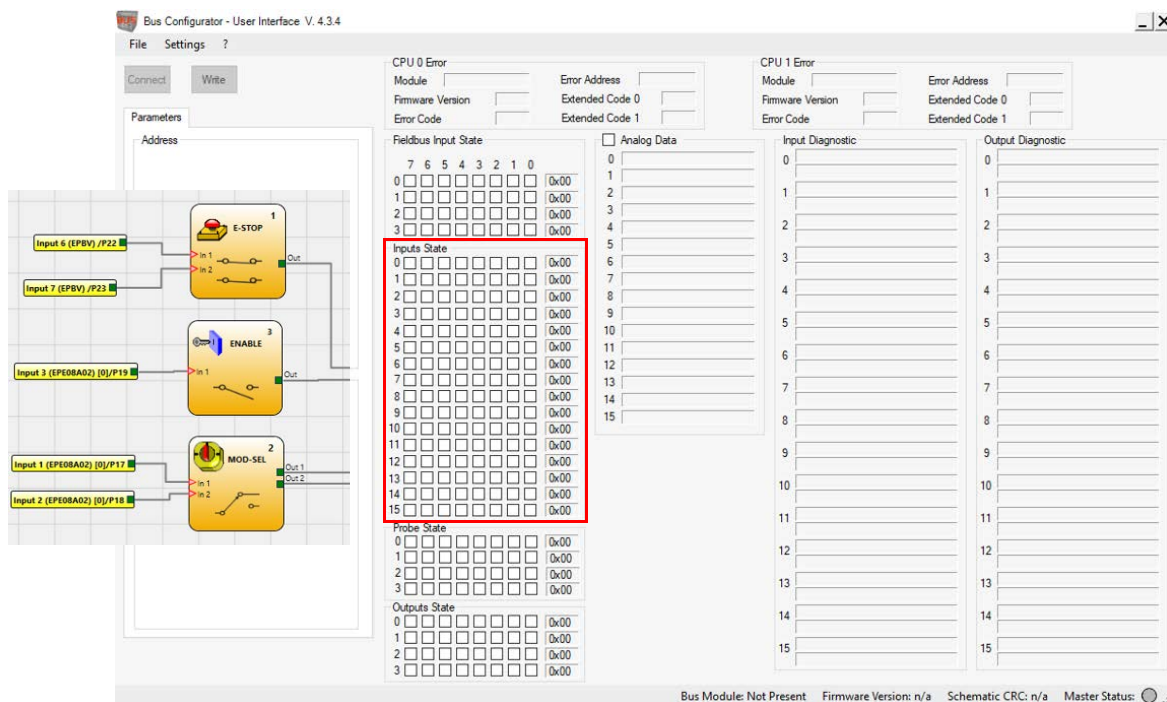 BUS
Bus Configurator - User Interface V. 4.3.4
File Settings ?
Connect Write
Parameters
Address
CPU 0 Error
Module Error Address
Firmware Version Extended Code 0
Error Code Extended Code 1
CPU 1 Error
Module Error Address
Firmware Version Extended Code 0
Error Code Extended Code 1
Fieldbus Input State
7 6 5 4 3 2 1 0
0 0x00
1 0x00
2 0x00
3 0x00
Inputs State
0 0x00
1 0x00
2 0x00
3 0x00
4 0x00
5 0x00
6 0x00
7 0x00
8 0x00
9 0x00
10 0x00
11 0x00
12 0x00
13 0x00
14 0x00
15 0x00
Probe State
0 0x00
1 0x00
2 0x00
3 0x00
Outputs State
0 0x00
1 0x00
2 0x00
3 0x00
Analog Data
0
1
2
3
4
5
6
7
8
9
10
11
12
13
14
15
Input Diagnostic
0
1
2
3
4
5
6
7
8
9
10
11
12
13
14
15
Output Diagnostic
0
1
2
3
4
5
6
7
8
9
10
11
12
13
14
15
1
E-STOP
Input 6 (EPBV) /P22
In 1
Out
In 2
Input 7 (EPBV) /P23
3
ENABLE
Input 3 (EPE08A02) [0]/P19
In 1
Out
2
MOD-SEL
Input 1 (EPE08A02) [0]/P17
Out 1
In 1
Out 2
In 2
Input 2 (EPE08A02) [0]/P18
Bus Module: Not Present Firmware Version: n/a Schematic CRC: n/a Master Status: